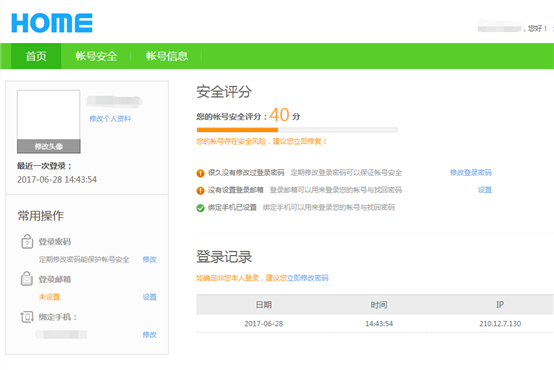 HOME
，您好！
首页 帐号安全 帐号信息
修改头像
修改个人资料
最近一次登录：
2017-06-28 14:43:54
常用操作
登录密码
定期修改密码能保护帐号安全 修改
登录邮箱
未设置 设置
绑定手机：
修改
安全评分
您的帐号安全评分：40 分
您的帐号存在安全风险，建议您立即修复！
很久没有修改过登录密码 定期修改登录密码可以保证帐号安全 修改登录密码
没有设置登录邮箱 登录邮箱可以用来登录您的帐号与找回密码 设置
绑定手机已设置 绑定手机可以用来登录您的帐号与找回密码
登录记录
如确定非您本人登录，建议您立即修改密码
日期 时间 IP
2017-06-28 14:43:54 210.12.7.130